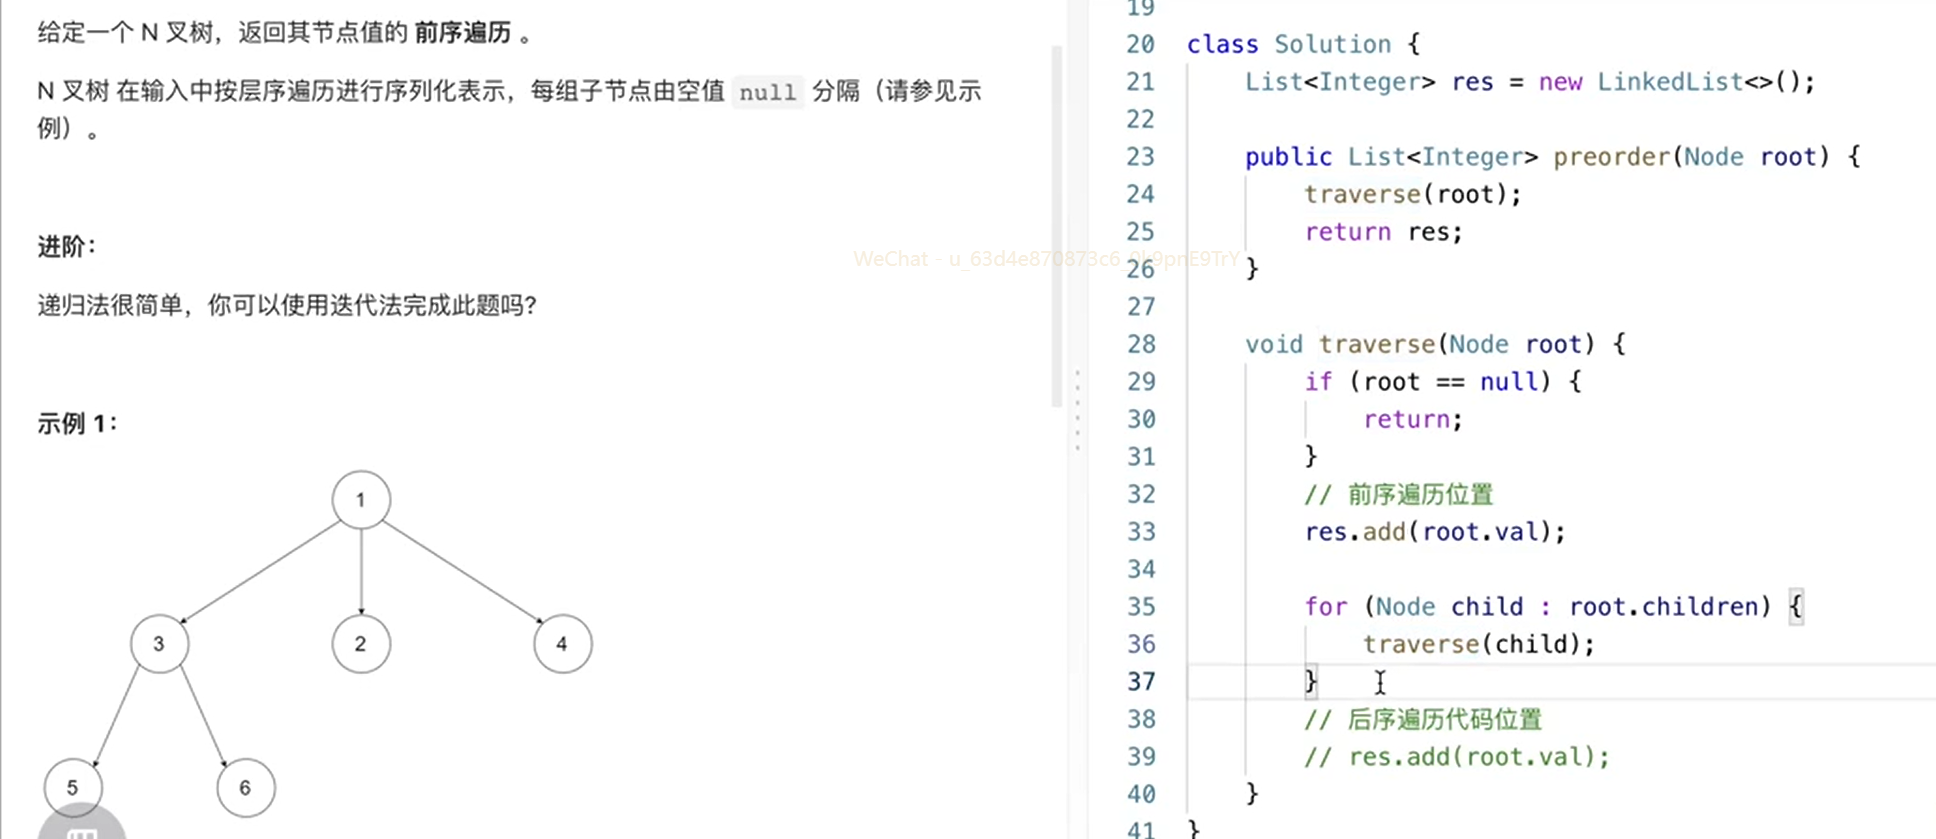 给定一个 N 叉树，返回其节点值的 前序遍历 。
N 叉树 在输入中按层序遍历进行序列化表示，每组子节点由空值 null 分隔（请参见示
例）。
进阶：
递归法很简单，你可以使用迭代法完成此题吗?
示例 1：
1
3 2 4
5 6
WeChat - u_63d4e870873c6_0k9pnE9TrY
19
20 class Solution {
21 List<Integer> res = new LinkedList<>();
22
23 public List<Integer> preorder(Node root) {
24 traverse(root);
25 return res;
26 }
27
28 void traverse(Node root) {
29 if (root == null) {
30 return;
31 }
32 // 前序遍历位置
33 res.add(root.val);
34
35 for (Node child : root.children) {
36 traverse(child);
37 }
38 // 后序遍历代码位置
39 // res.add(root.val);
40 }
41 }